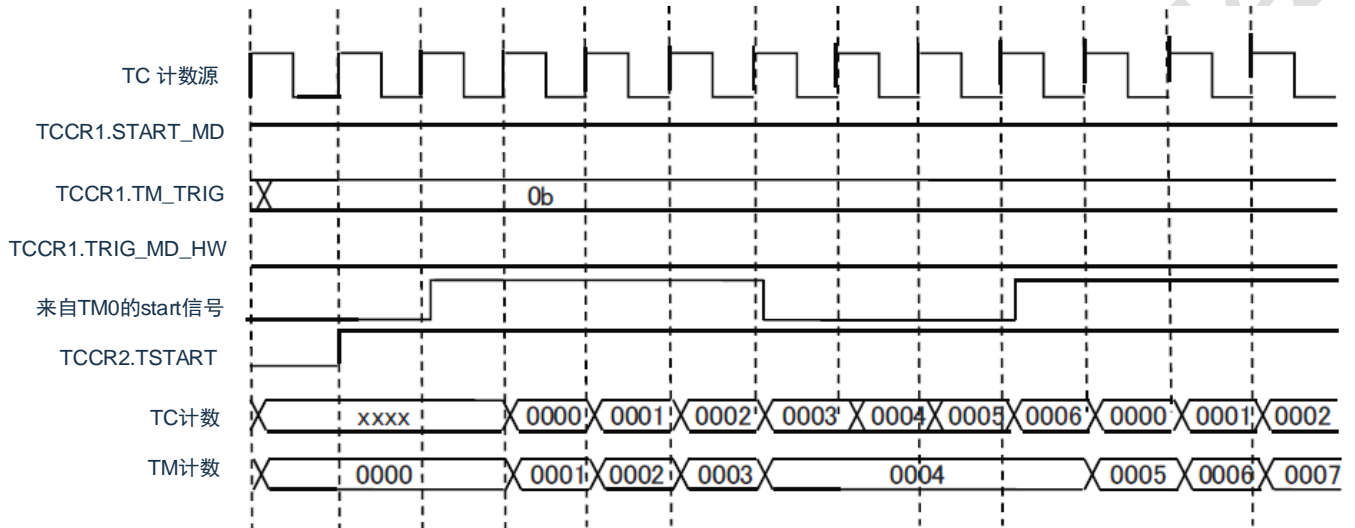 TC 计数源
TCCR1.START_MD
TCCR1.TM_TRIG 0b
TCCR1.TRIG_MD_HW
来自TM0的start信号
TCCR2.TSTART
TC计数 xxxx 0000 0001 0002 0003 0004 0005 0006 0000 0001 0002
TM计数 0000 0001 0002 0003 0004 0005 0006 0007